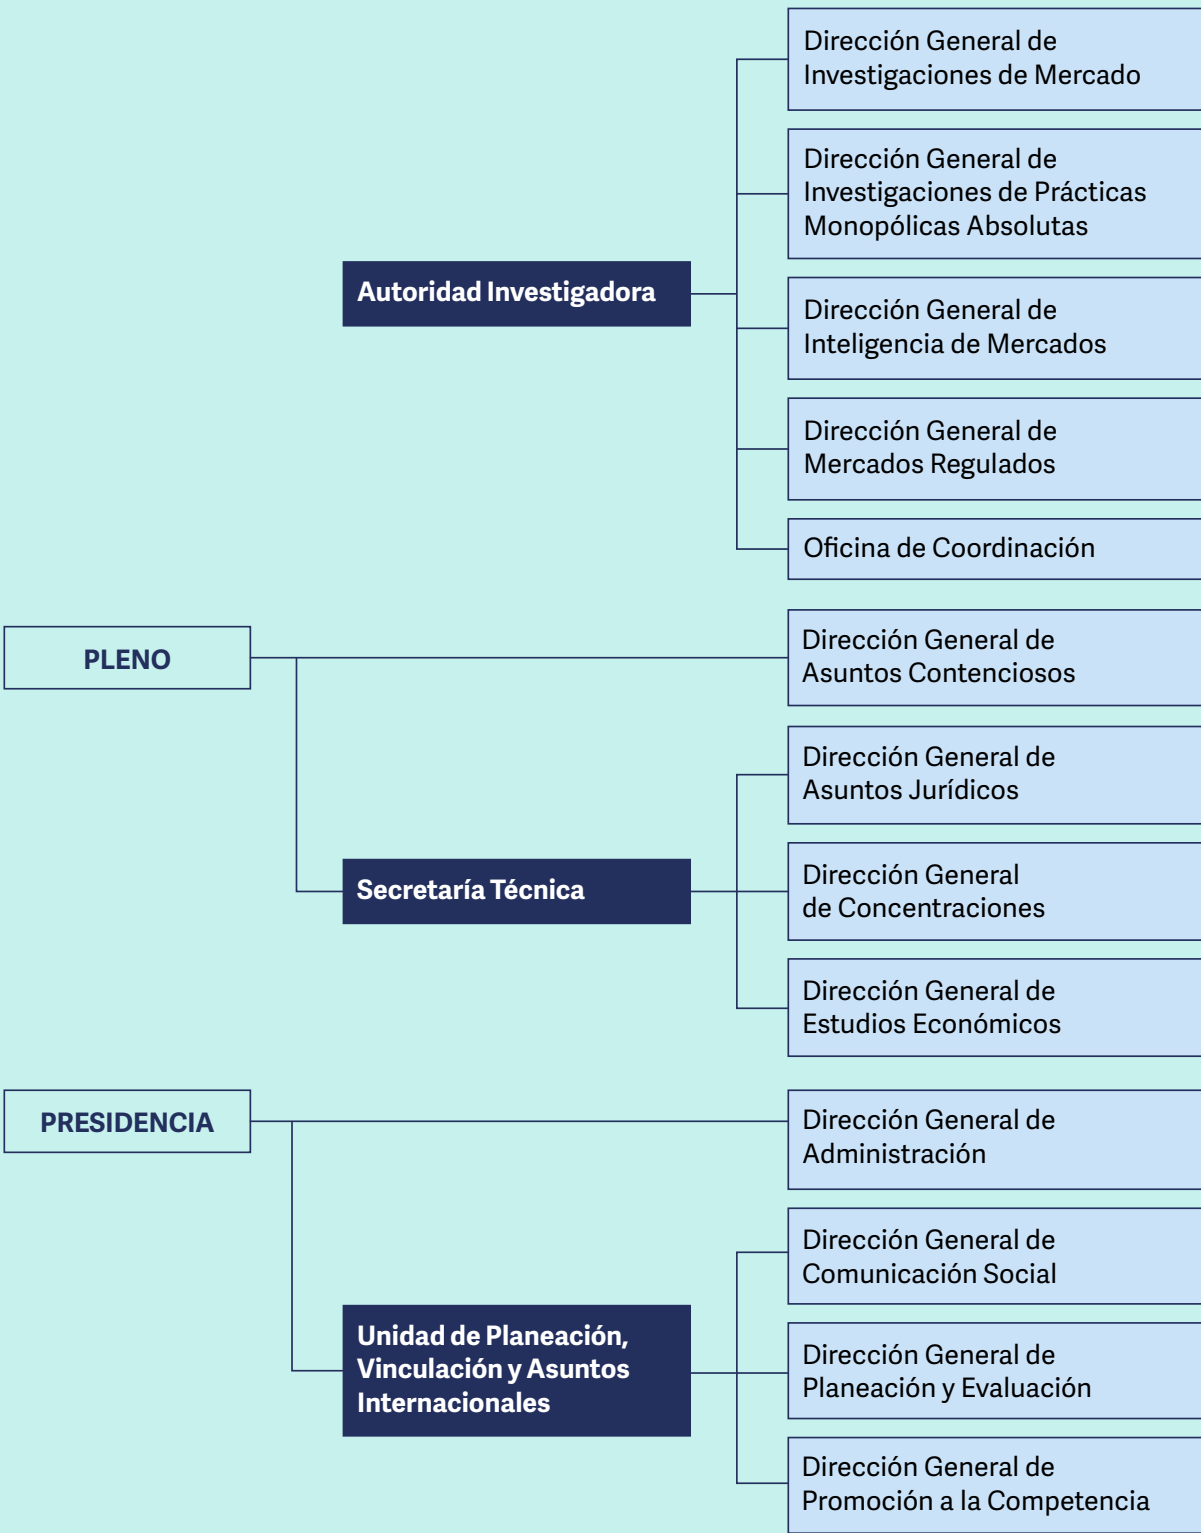 Dirección General de
Investigaciones de Mercado
Dirección General de
Investigaciones de Prácticas
Monopólicas Absolutas
Autoridad Investigadora
Dirección General de
Inteligencia de Mercados
Dirección General de
Mercados Regulados
Oficina de Coordinación
PLENO
Dirección General de
Asuntos Contenciosos
Dirección General de
Asuntos Jurídicos
Secretaría Técnica
Dirección General
de Concentraciones
Dirección General de
Estudios Económicos
PRESIDENCIA
Dirección General de
Administración
Dirección General de
Comunicación Social
Unidad de Planeación,
Vinculación y Asuntos
Internacionales
Dirección General de
Planeación y Evaluación
Dirección General de
Promoción a la Competencia